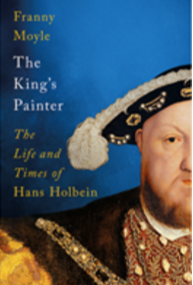 Franny
Moyle
The
King's
Painter
The
Life and
Times of
Hans Holbein